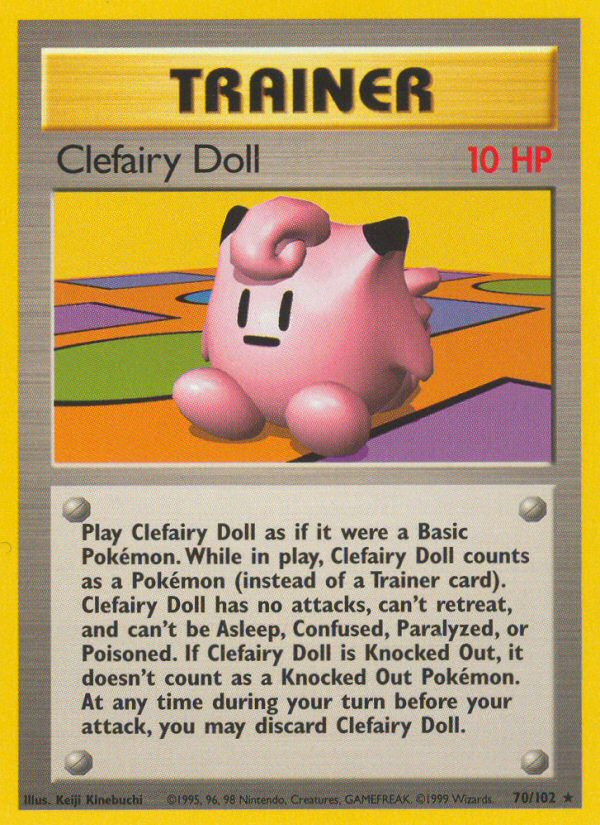 TRAINER
Clefairy Doll 10 HP
Play Clefairy Doll as if it were a Basic
Pokémon. While in play, Clefairy Doll counts
as a Pokémon (instead of a Trainer card).
Clefairy Doll has no attacks, can't retreat,
and can't be Asleep, Confused, Paralyzed, or
Poisoned. If Clefairy Doll is Knocked Out, it
doesn't count as a Knocked Out Pokémon.
At any time during your turn before your
attack, you may discard Clefairy Doll.
Illus. Keiji Kinebuchi ©1995, 96, 98 Nintendo, Creatures, GAMEFREAK. ©1999 Wizards. 70/102 ★